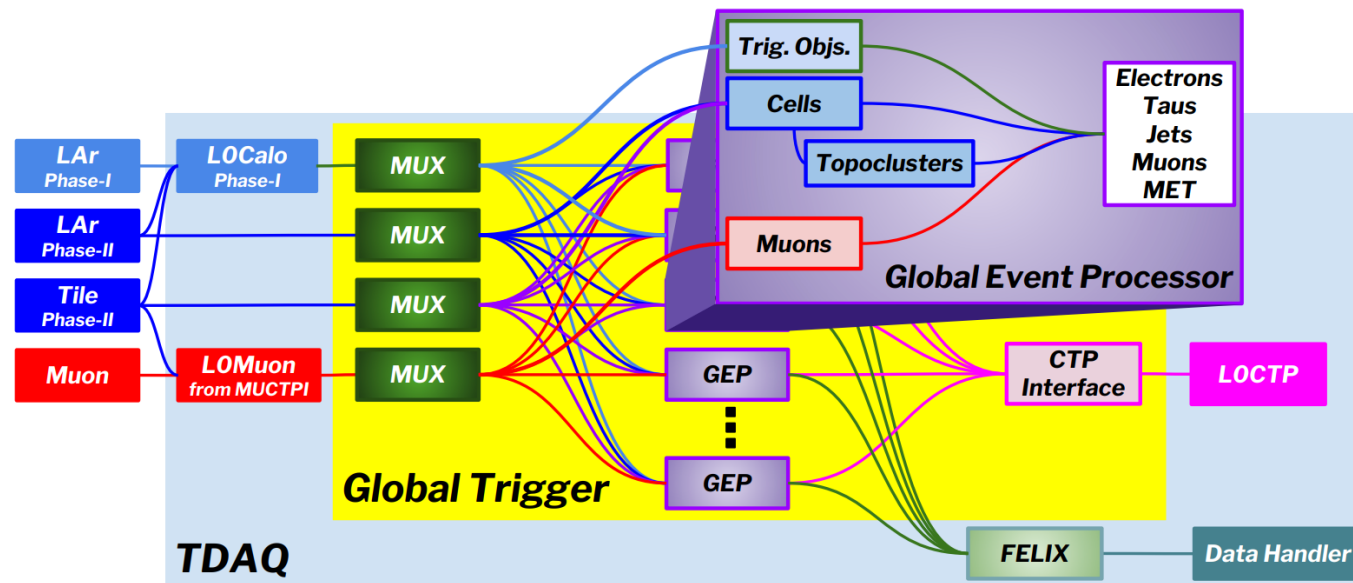 Trig. Objs.
Cells
Topoclusters
Muons
Electrons
Taus
Jets
Muons
MET
Global Event Processor
LAr
Phase-I
L0Calo
Phase-I
MUX
LAr
Phase-II
MUX
Tile
Phase-II
MUX
Muon
L0Muon
from MUCTPI
MUX
GEP
CTP
Interface
L0CTP
GEP
Global Trigger
TDAQ
FELIX
Data Handler